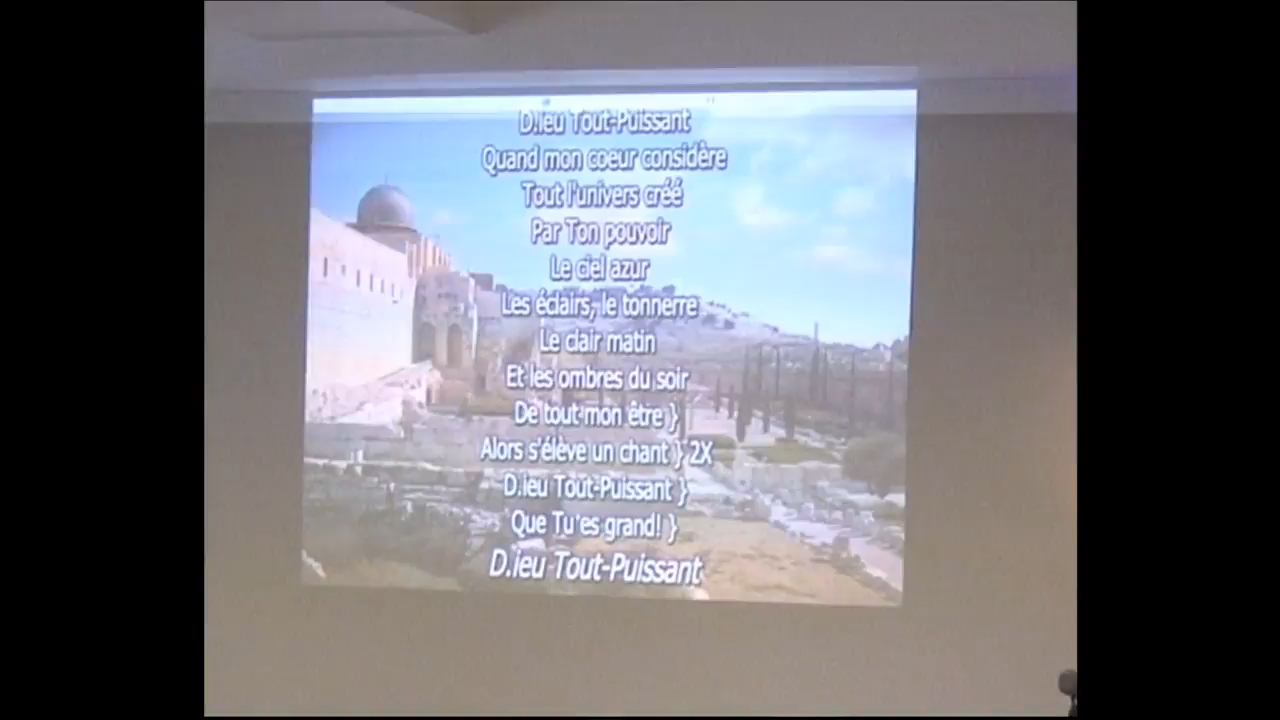 D.ieu Tout-Puissant
Quand mon coeur considère
Tout l'univers créé
Par Ton pouvoir
Le ciel azur
Les éclairs, le tonnerre
Le clair matin
Et les ombres du soir
De tout mon être }
Alors s'élève un chant } 2X
D.ieu Tout-Puissant }
Que Tu es grand! }
D.ieu Tout-Puissant